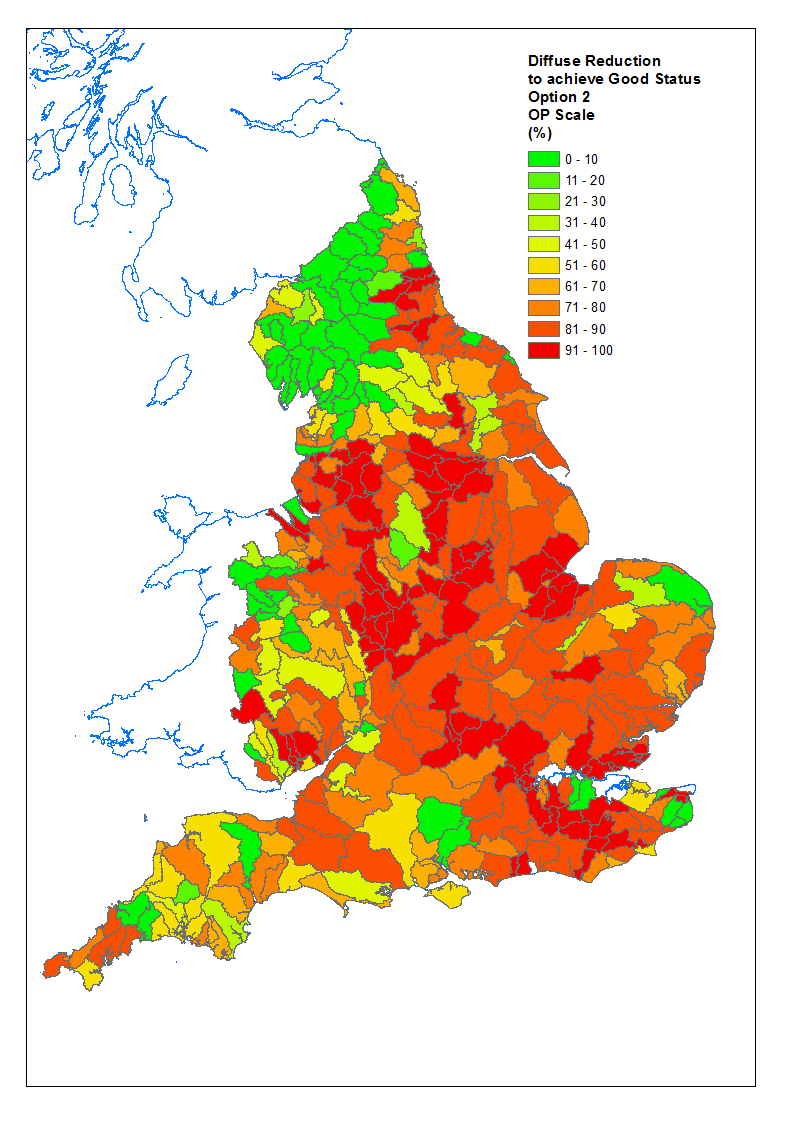 Diffuse Reduction
to achieve Good Status
Option 2
OP Scale
(%)
0 - 10
11 - 20
21 - 30
31 - 40
41 - 50
51 - 60
61 - 70
71 - 80
81 - 90
91 - 100